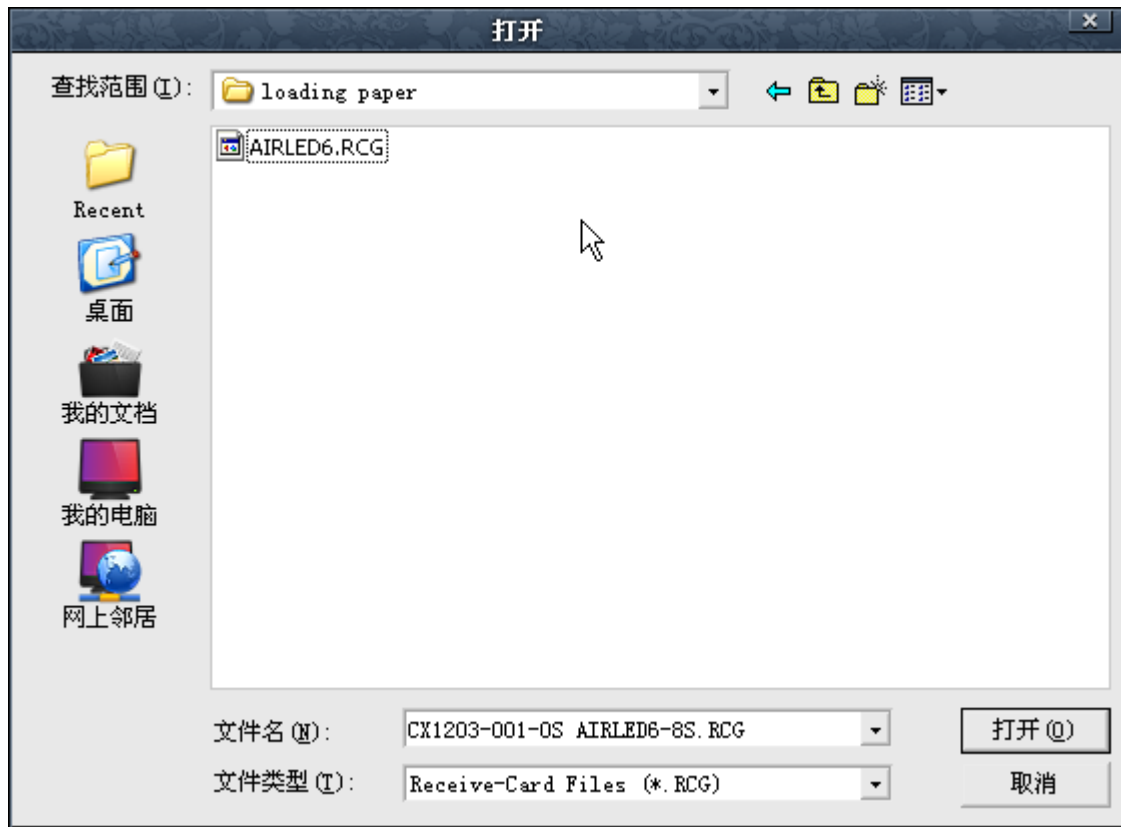 打开
查找范围(I):
loading paper
AIRLED6.RCG
Recent
桌面
我的文档
我的电脑
网上邻居
文件名(N):
CX1203-001-0S AIRLED6-8S.RCG
打开(O)
文件类型(T):
Receive-Card Files (*.RCG)
取消